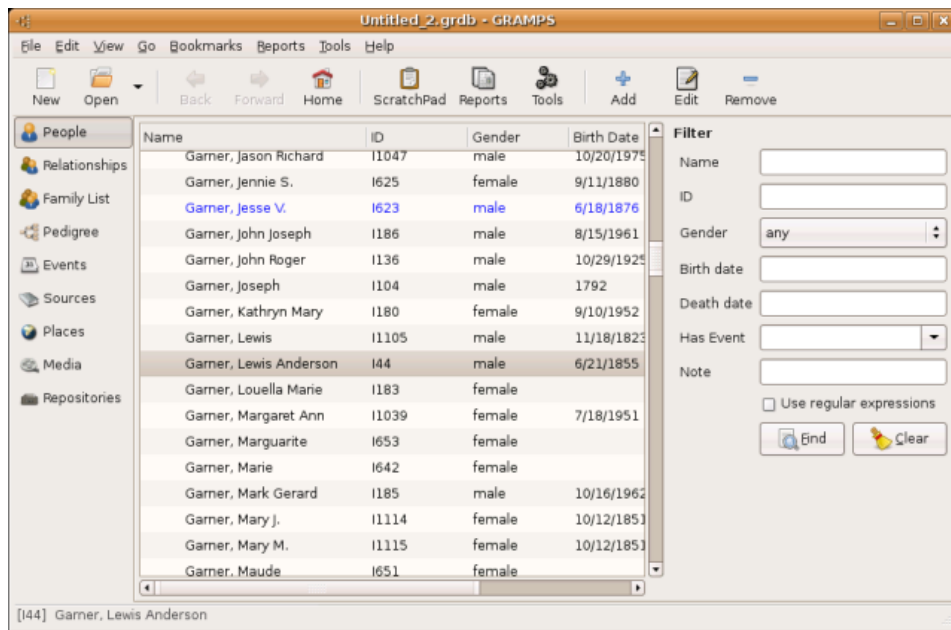 Untitled_2.grdb - GRAMPS
File Edit View Go Bookmarks Reports Tools Help
New Open Back Forward Home ScratchPad Reports Tools Add Edit Remove
People
Relationships
Family List
Pedigree
Events
Sources
Places
Media
Repositories
Name ID Gender Birth Date
Garner, Jason Richard I1047 male 10/20/1975
Garner, Jennie S. I625 female 9/11/1880
Garner, Jesse V. I623 male 6/18/1876
Garner, John Joseph I186 male 8/15/1961
Garner, John Roger I136 male 10/29/1925
Garner, Joseph I104 male 1792
Garner, Kathryn Mary I180 female 9/10/1952
Garner, Lewis I1105 male 11/18/1823
Garner, Lewis Anderson I44 male 6/21/1855
Garner, Louella Marie I183 female
Garner, Margaret Ann I1039 female 7/18/1951
Garner, Marguarite I653 female
Garner, Marie I642 female
Garner, Mark Gerard I185 male 10/16/1962
Garner, Mary J. I1114 female 10/12/1851
Garner, Mary M. I1115 female 10/12/1851
Garner, Maude I651 female
Filter
Name
ID
Gender any
Birth date
Death date
Has Event
Note
Use regular expressions
Find Clear
[I44] Garner, Lewis Anderson